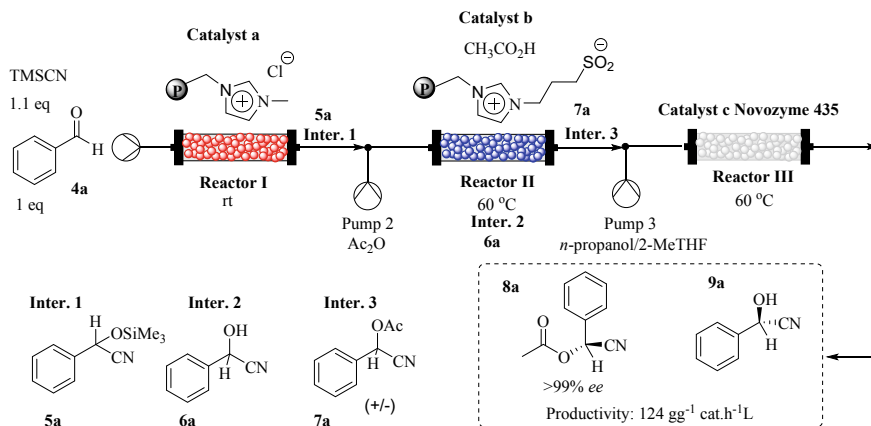 Catalyst a
Catalyst b
TMSCN
1.1 eq
P
N
N
Cl⊖
⊕
CH₃CO₂H
P
N
N
⊕
SO₂
⊖
5a
Inter. 1
7a
Inter. 3
Catalyst c Novozyme 435
O
H
4a
1 eq
Reactor I
rt
Pump 2
Ac₂O
Reactor II
60 °C
Inter. 2
6a
Pump 3
n-propanol/2-MeTHF
Reactor III
60 °C
Inter. 1
H
OSiMe₃
CN
5a
Inter. 2
OH
H
CN
6a
Inter. 3
OAc
H
CN
(+/-)
7a
8a
O
O
H
CN
>99% ee
9a
OH
CN
H
Productivity: 124 gg⁻¹ cat.h⁻¹L